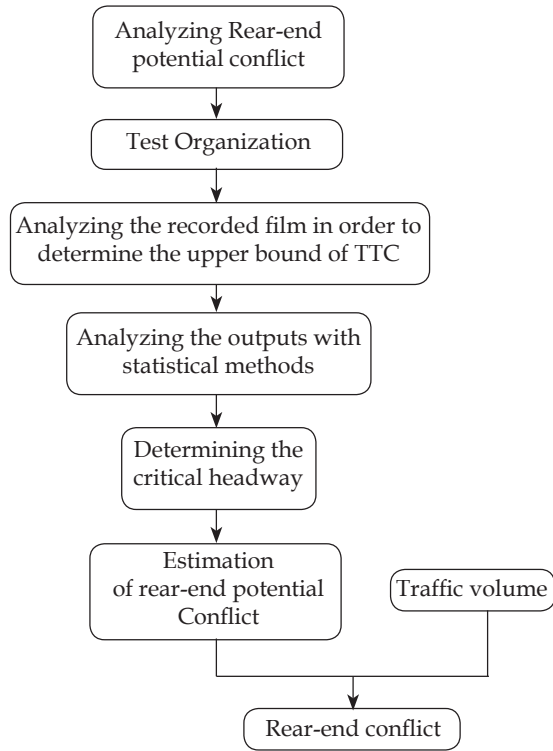 Analyzing Rear-end
potential conflict
Test Organization
Analyzing the recorded film in order to
determine the upper bound of TTC
Analyzing the outputs with
statistical methods
Determining the
critical headway
Estimation
of rear-end potential
Conflict
Traffic volume
Rear-end conflict